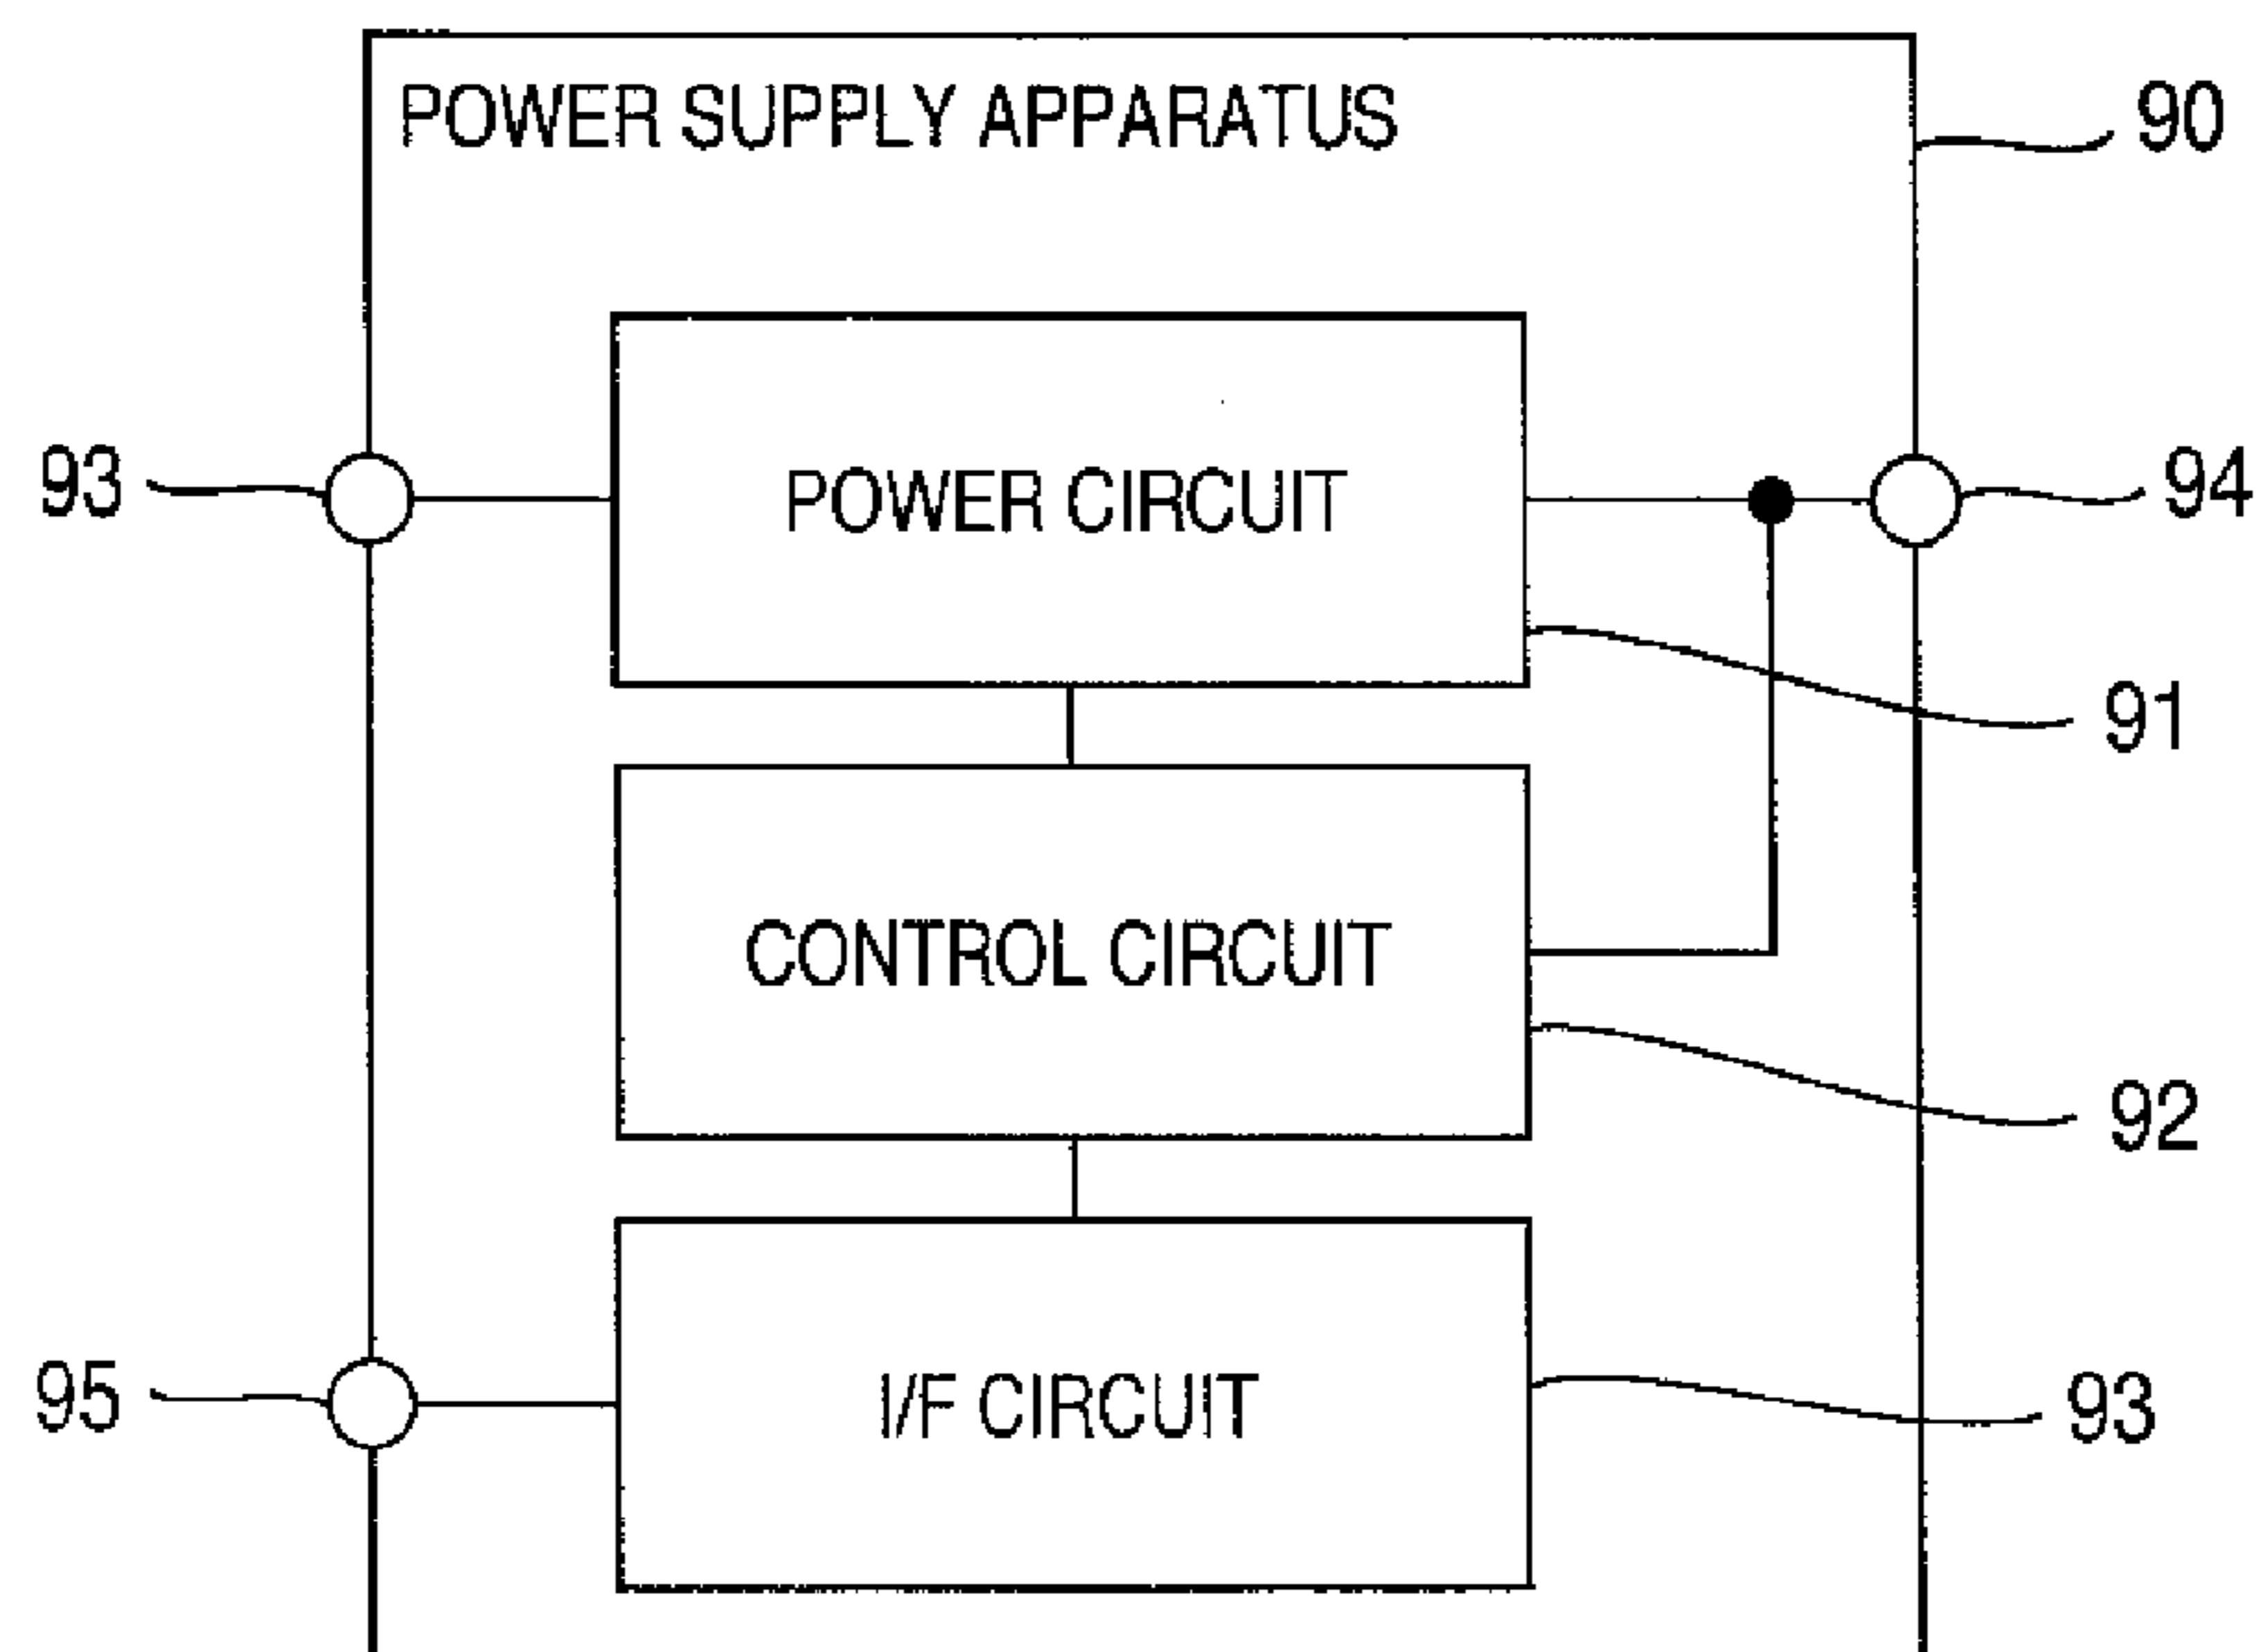 POWER SUPPLY APPARATUS
90
93
POWER CIRCUIT
94
91
CONTROL CIRCUIT
92
95
I/F CIRCUIT
93